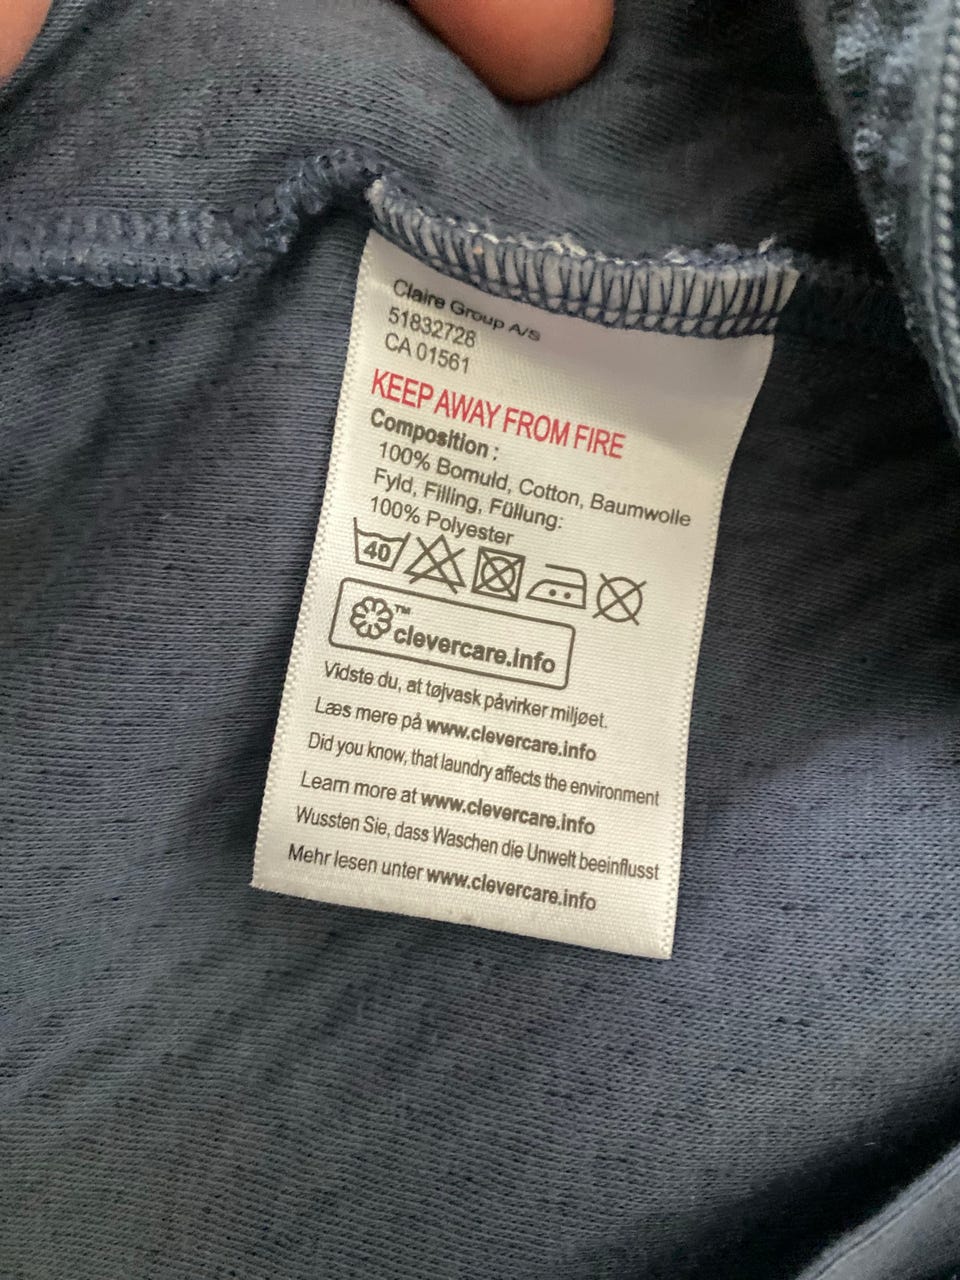 Claire Group A/S
51832728
CA 01561
KEEP AWAY FROM FIRE
Composition :
100% Bomuld, Cotton, Baumwolle
Fyld, Filling, Füllung:
100% Polyester
40
™
clevercare.info
Vidste du, at tøjvask påvirker miljøet.
Læs mere på www.clevercare.info
Did you know, that laundry affects the environment
Learn more at www.clevercare.info
Wussten Sie, dass Waschen die Unwelt beeinflusst
Mehr lesen unter www.clevercare.info